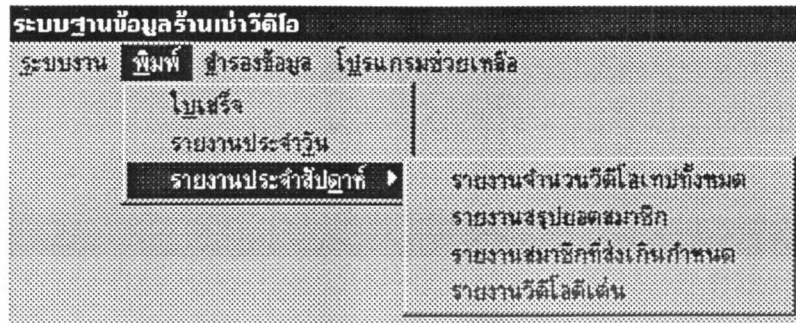 ระบบฐานข้อมูลร้านเช่าวีดีโอ
ระบบงาน พิมพ์ สำรองข้อมูล โปรแกรมช่วยเหลือ
ใบเสร็จ
รายงานประจำวัน
รายงานประจำสัปดาห์
รายงานจำนวนวีดีโอเทปทั้งหมด
รายงานสรุปยอดสมาชิก
รายงานสมาชิกที่ส่งเกินกำหนด
รายงานวีดีโอดีเด่น